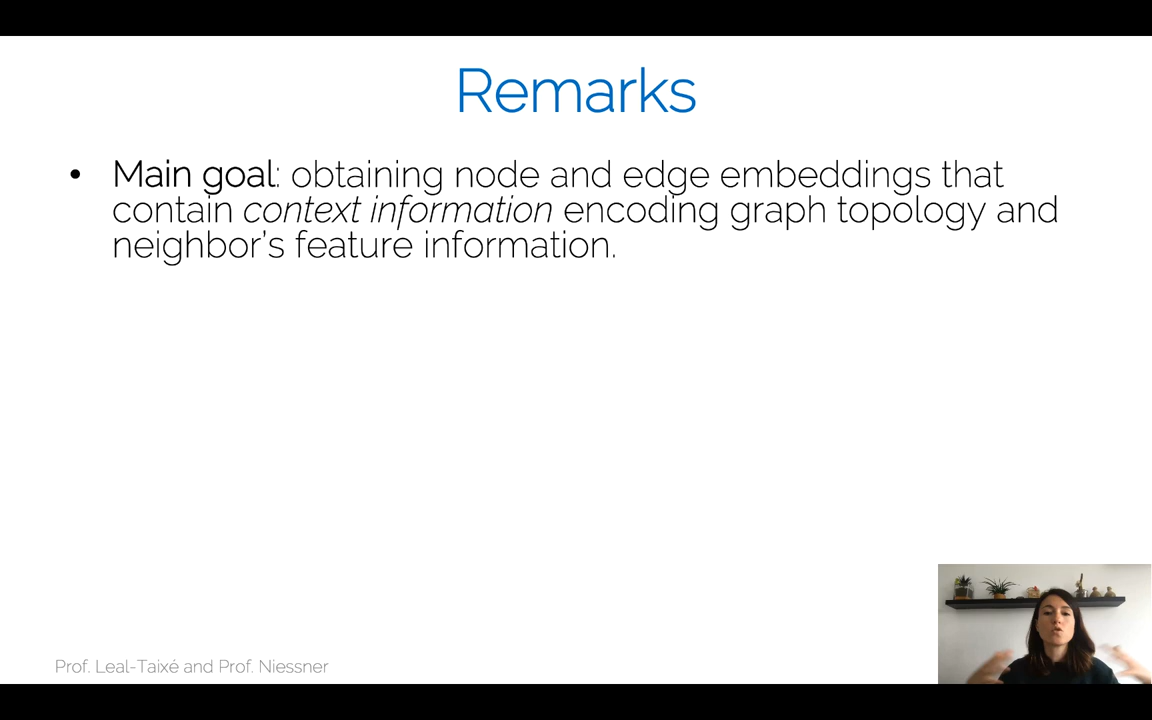 Remarks
• Main goal: obtaining node and edge embeddings that
contain context information encoding graph topology and
neighbor's feature information.
Prof. Leal-Taixé and Prof. Niessner